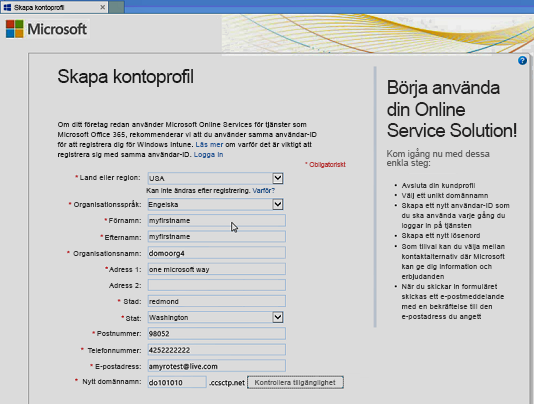 Skapa kontoprofil
Microsoft
Skapa kontoprofil
Om ditt företag redan använder Microsoft Online Services för tjänster som
Microsoft Office 365, rekommenderar vi att du använder samma användar-ID
för att registrera dig för Windows Intune. Läs mer om varför det är viktigt att
registrera sig med samma användar-ID. Logga in
* Obligatoriskt
* Land eller region: USA
Kan inte ändras efter registrering. Varför?
* Organisationsspråk: Engelska
* Förnamn: myfirstname
* Efternamn: myfirstname
* Organisationsnamn: domoorg4
* Adress 1: one microsoft way
Adress 2:
* Stad: redmond
* Stat: Washington
* Postnummer: 98052
* Telefonnummer: 4252222222
* E-postadress: amyrotest@live.com
* Nytt domännamn: do101010 .ccsctp.net Kontrollera tillgänglighet
?
Börja använda
din Online
Service Solution!
Kom igång nu med dessa
enkla steg:
• Avsluta din kundprofil
• Välj ett unikt domännamn
• Skapa ett nytt användar-ID som
du ska använda varje gång du
loggar in på tjänsten
• Skapa ett nytt lösenord
• Som tillval kan du välja mellan
kontaktalternativ där Microsoft
kan ge dig information och
erbjudanden
• När du skickar in formuläret
skickas ett e-postmeddelande
med en bekräftelse till den
e-postadress du angett